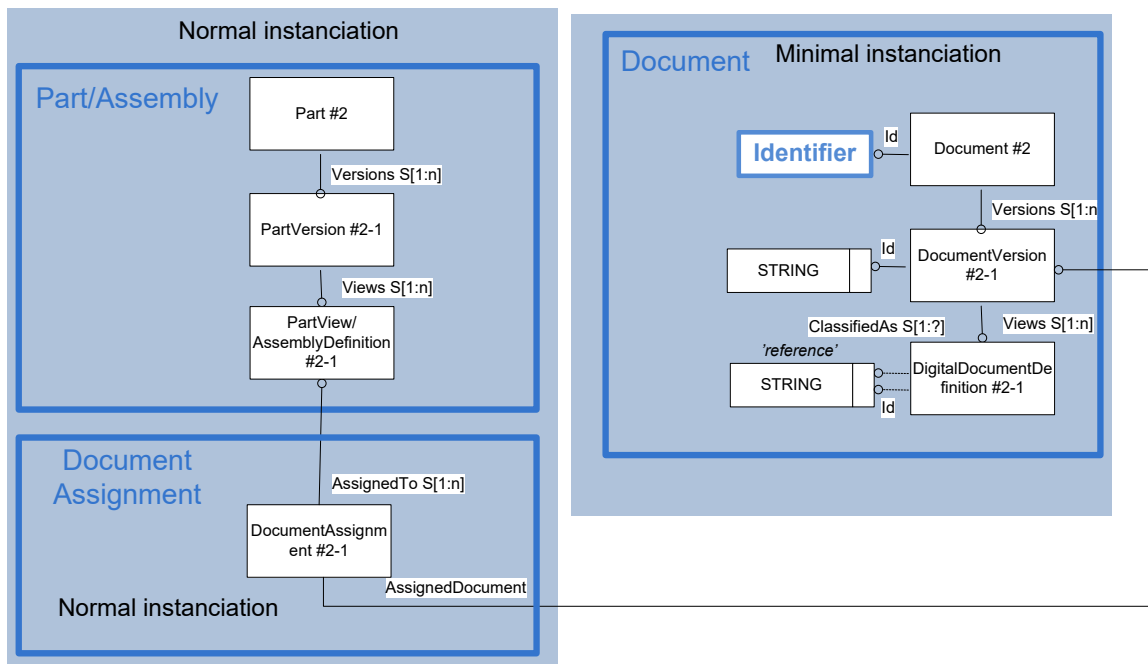 Normal instanciation
Part/Assembly
Part #2
Versions S[1:n]
PartVersion #2-1
Views S[1:n]
PartView/
AssemblyDefinition
#2-1
Document
Assignment
AssignedTo S[1:n]
DocumentAssignm
ent #2-1
AssignedDocument
Normal instanciation
Document
Minimal instanciation
Identifier
Id
Document #2
Versions S[1:n
STRING
Id
DocumentVersion
#2-1
ClassifiedAs S[1:?]
Views S[1:n]
'reference'
STRING
Id
DigitalDocumentDe
finition #2-1